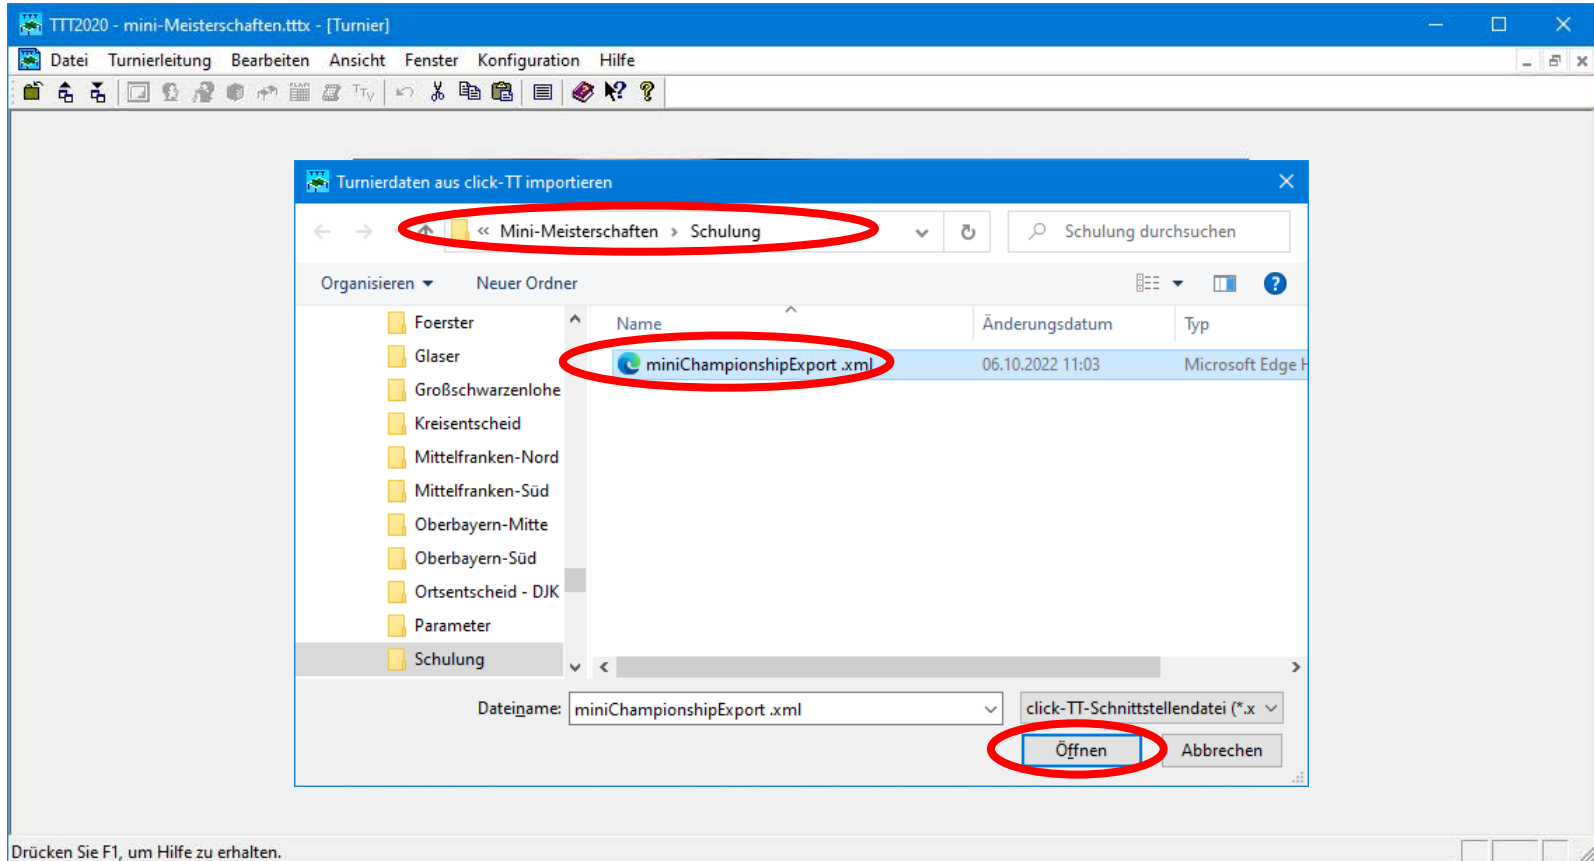 TTT2020 - mini-Meisterschaften.tttx - [Turnier]
Datei Turnierleitung Bearbeiten Ansicht Fenster Konfiguration Hilfe
Turnierdaten aus click-TT importieren
« Mini-Meisterschaften › Schulung
Schulung durchsuchen
Organisieren Neuer Ordner
Name Änderungsdatum Typ
miniChampionshipExport .xml 06.10.2022 11:03 Microsoft Edge H
Foerster
Glaser
Großschwarzenlohe
Kreisentscheid
Mittelfranken-Nord
Mittelfranken-Süd
Oberbayern-Mitte
Oberbayern-Süd
Ortsentscheid - DJK
Parameter
Schulung
Dateiname: miniChampionshipExport .xml click-TT-Schnittstellendatei (*.x
Öffnen Abbrechen
Drücken Sie F1, um Hilfe zu erhalten.